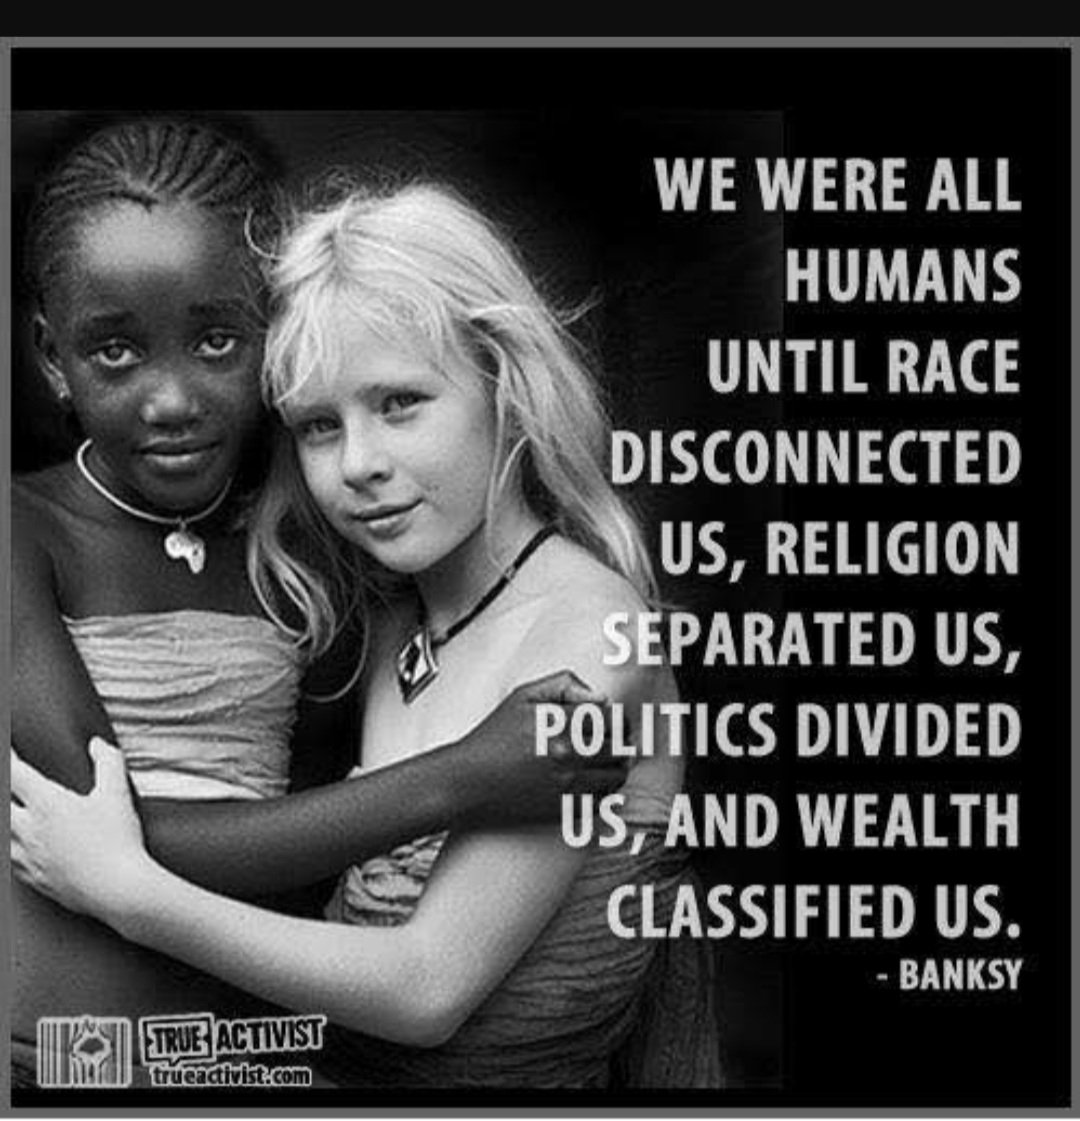 WE WERE ALL
HUMANS
UNTIL RACE
DISCONNECTED
US, RELIGION
SEPARATED US,
POLITICS DIVIDED
US, AND WEALTH
CLASSIFIED US.
- BANKSY
TRUE ACTIVIST
trueactivist.com